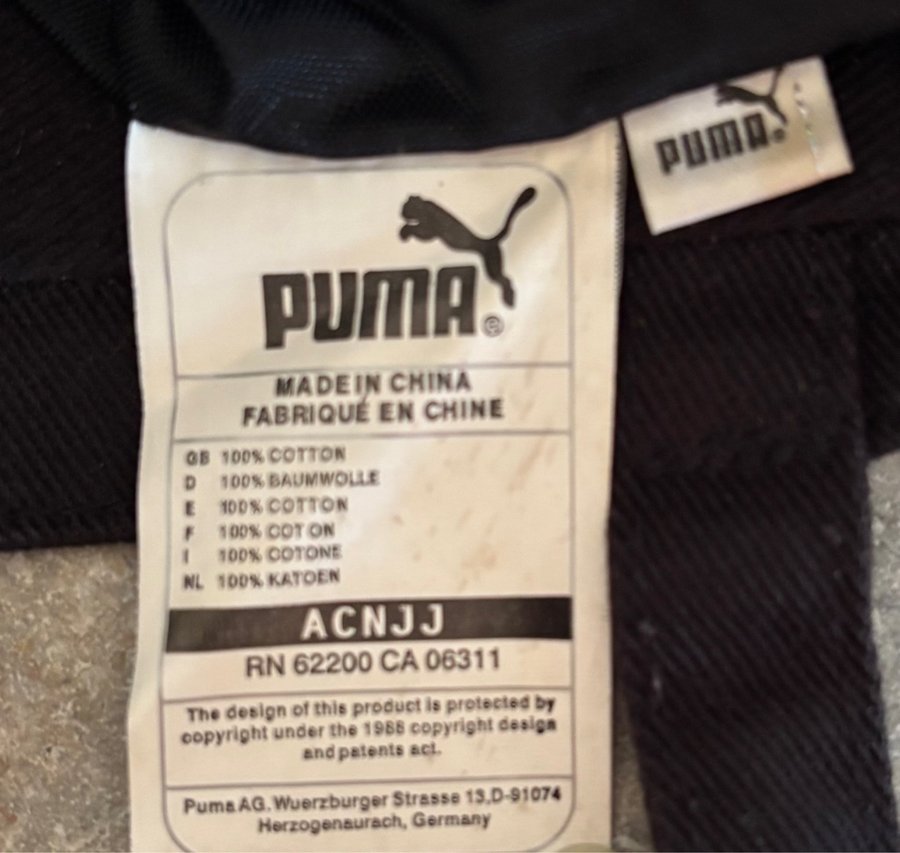 PUMA®
PUMA®
MADE IN CHINA
FABRIQUÉ EN CHINE
GB 100% COTTON
D 100% BAUMWOLLE
E 100% COTTON
F 100% COTON
I 100% COTONE
NL 100% KATOEN
ACNJJ
RN 62200 CA 06311
The design of this product is protected by
copyright under the 1988 copyright design
and patents act.
Puma AG. Wuerzburger Strasse 13,D-91074
Herzogenaurach, Germany